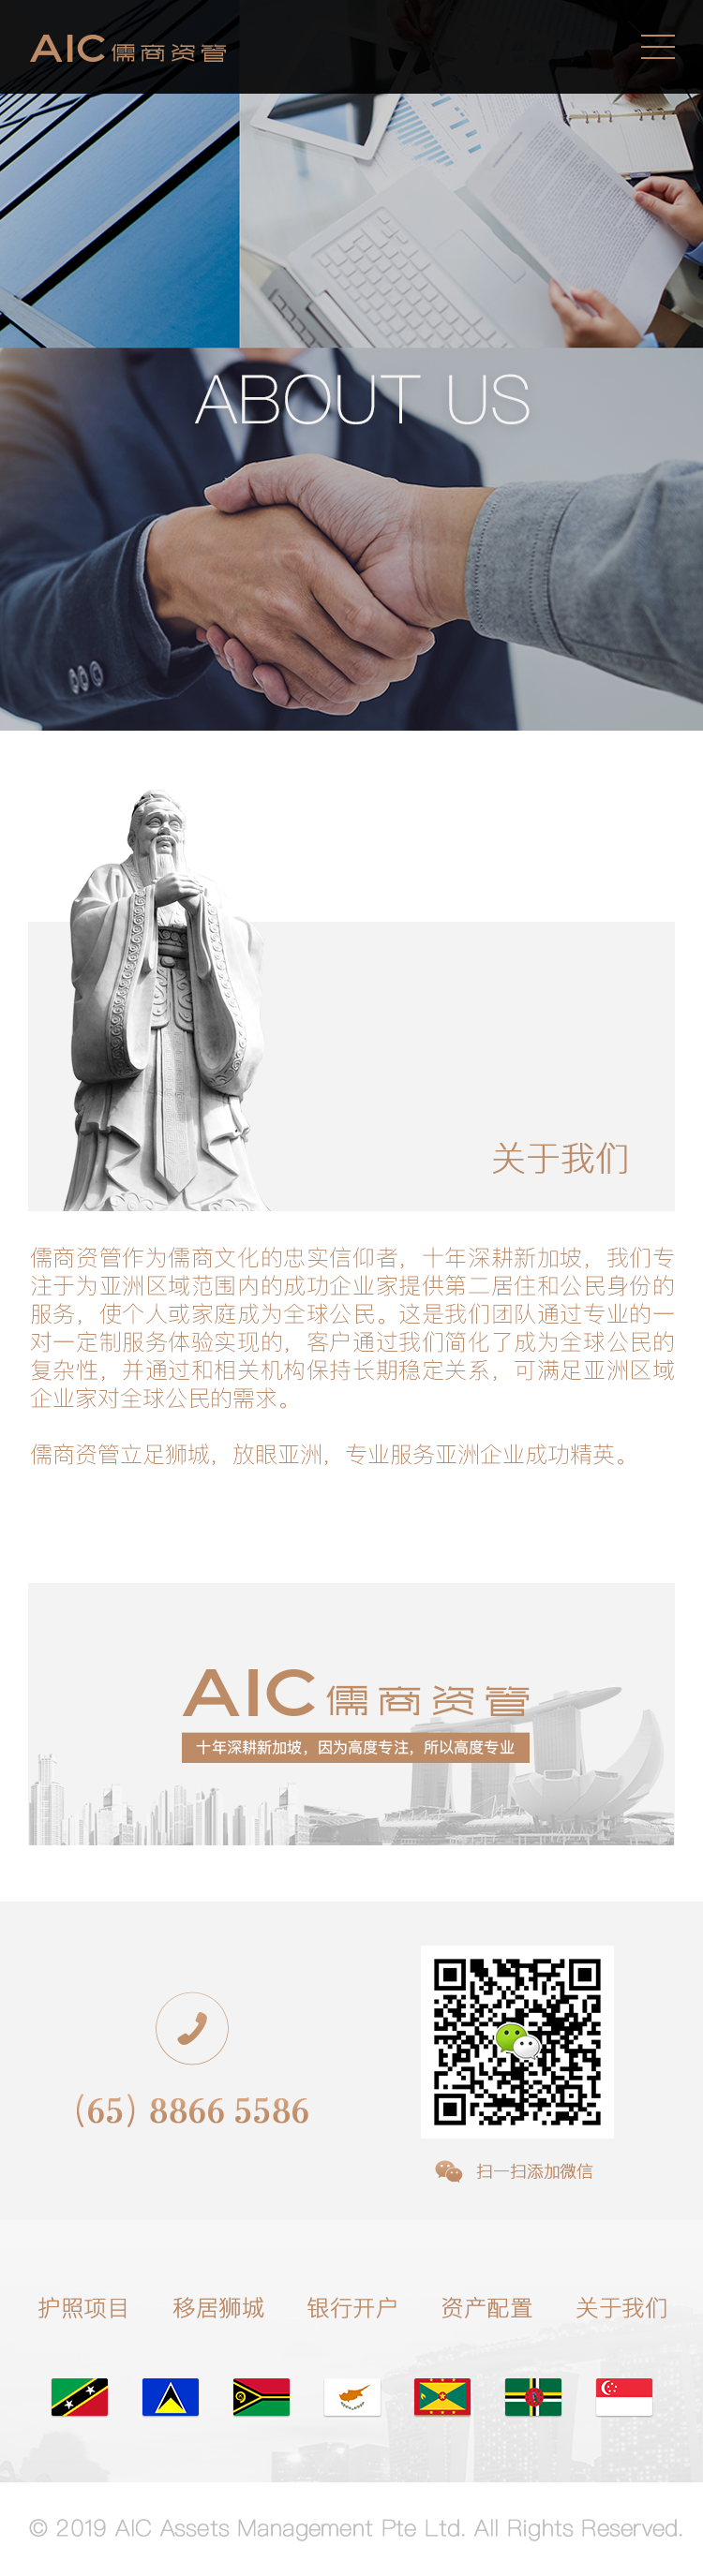 AIC 儒商资管
ABOUT US
关于我们
儒商资管作为儒商文化的忠实信仰者，十年深耕新加坡，我们专
注于为亚洲区域范围内的成功企业家提供第二居住和公民身份的
服务，使个人或家庭成为全球公民。这是我们团队通过专业的一
对一定制服务体验实现的，客户通过我们简化了成为全球公民的
复杂性，并通过和相关机构保持长期稳定关系，可满足亚洲区域
企业家对全球公民的需求。
儒商资管立足狮城，放眼亚洲，专业服务亚洲企业成功精英。
AIC 儒商资管
十年深耕新加坡，因为高度专注，所以高度专业
(65) 8866 5586
扫一扫添加微信
护照项目 移居狮城 银行开户 资产配置 关于我们
© 2019 AIC Assets Management Pte Ltd. All Rights Reserved.